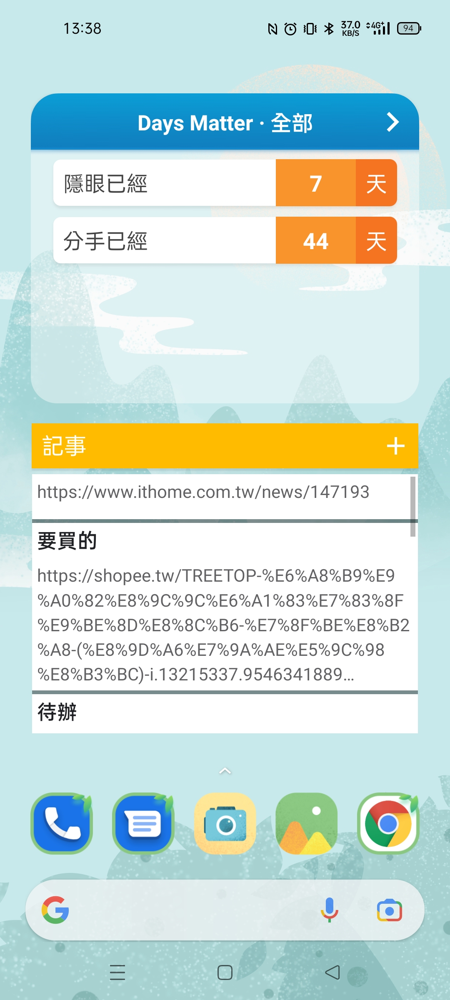 13:38
37.0
KB/S
4G+
94
Days Matter · 全部
隱眼已經 7 天
分手已經 44 天
記事
https://www.ithome.com.tw/news/147193
要買的
https://shopee.tw/TREETOP-%E6%A8%B9%E9
%A0%82%E8%9C%9C%E6%A1%83%E7%83%8F
%E9%BE%8D%E8%8C%B6-%E7%8F%BE%E8%B2
%A8-(%E8%9D%A6%E7%9A%AE%E5%9C%98
%E8%B3%BC)-i.13215337.9546341889…
待辦